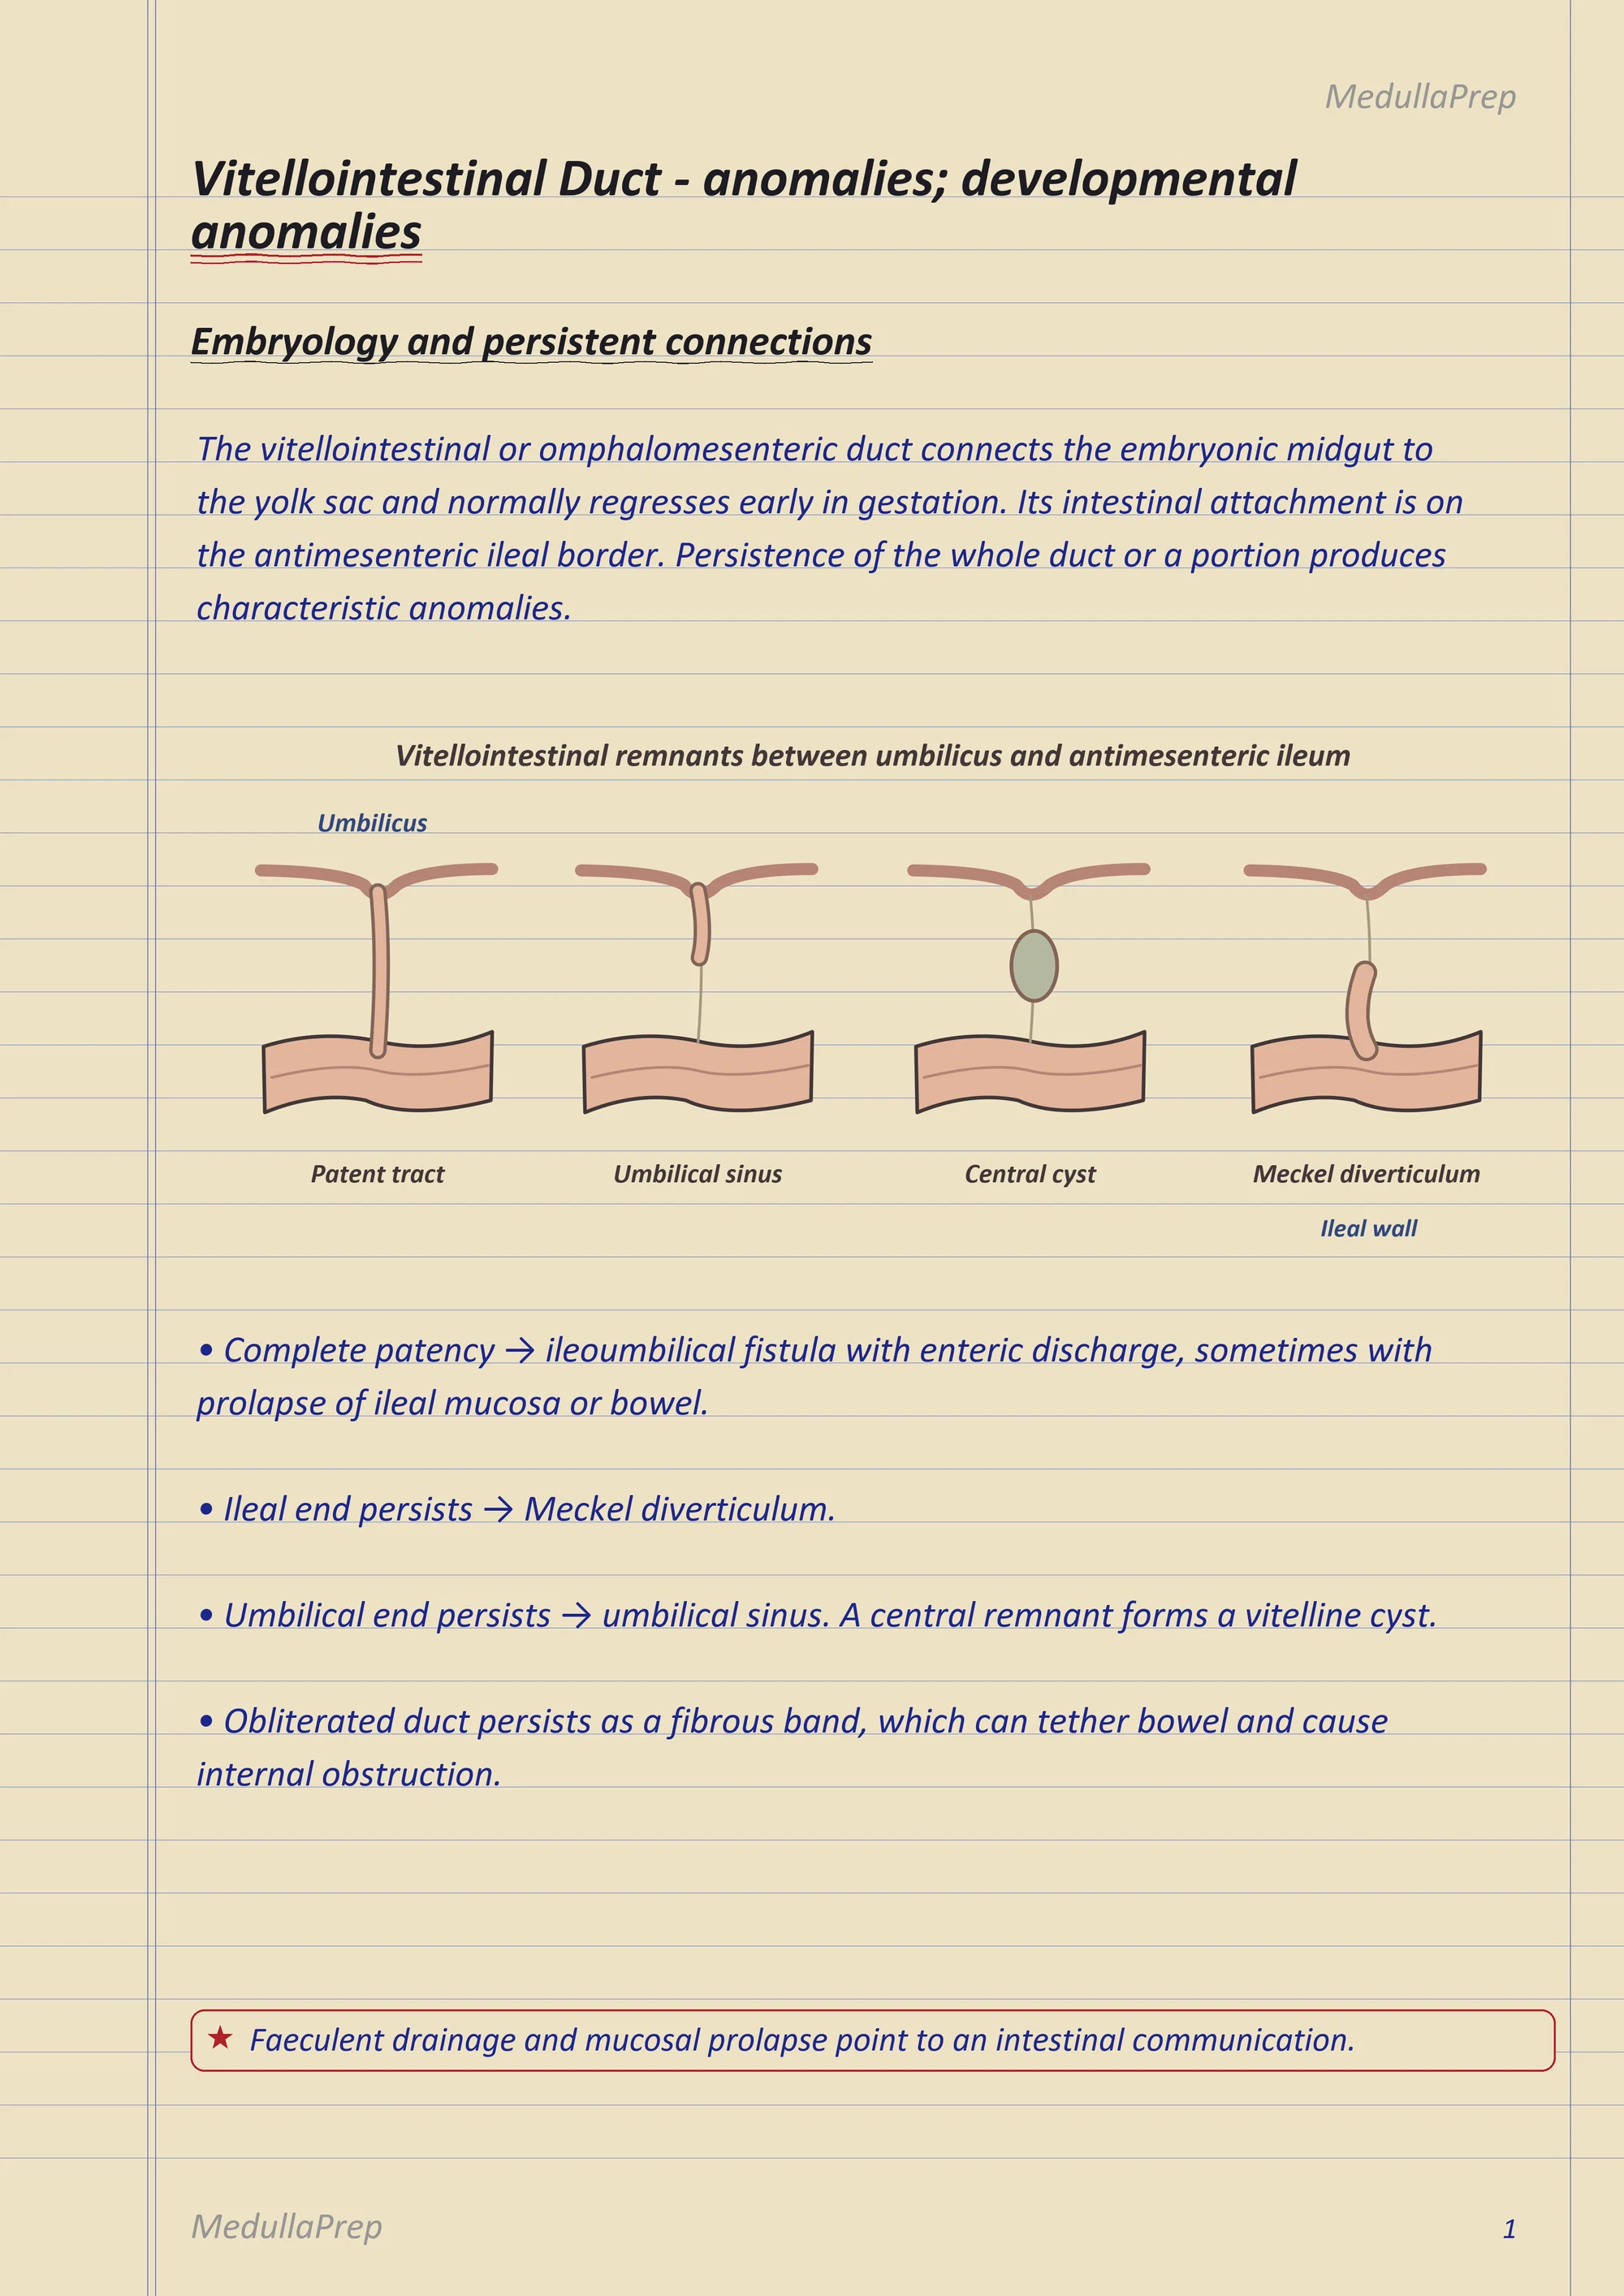 MedullaPrep
Vitellointestinal Duct - anomalies; developmental
anomalies
Embryology and persistent connections
The vitellointestinal or omphalomesenteric duct connects the embryonic midgut to
the yolk sac and normally regresses early in gestation. Its intestinal attachment is on
the antimesenteric ileal border. Persistence of the whole duct or a portion produces
characteristic anomalies.
Vitellointestinal remnants between umbilicus and antimesenteric ileum
Umbilicus
Patent tract
Umbilical sinus
Central cyst
Meckel diverticulum
Ileal wall
• Complete patency → ileoumbilical fistula with enteric discharge, sometimes with
prolapse of ileal mucosa or bowel.
• Ileal end persists → Meckel diverticulum.
• Umbilical end persists → umbilical sinus. A central remnant forms a vitelline cyst.
• Obliterated duct persists as a fibrous band, which can tether bowel and cause
internal obstruction.
★ Faeculent drainage and mucosal prolapse point to an intestinal communication.
MedullaPrep
1